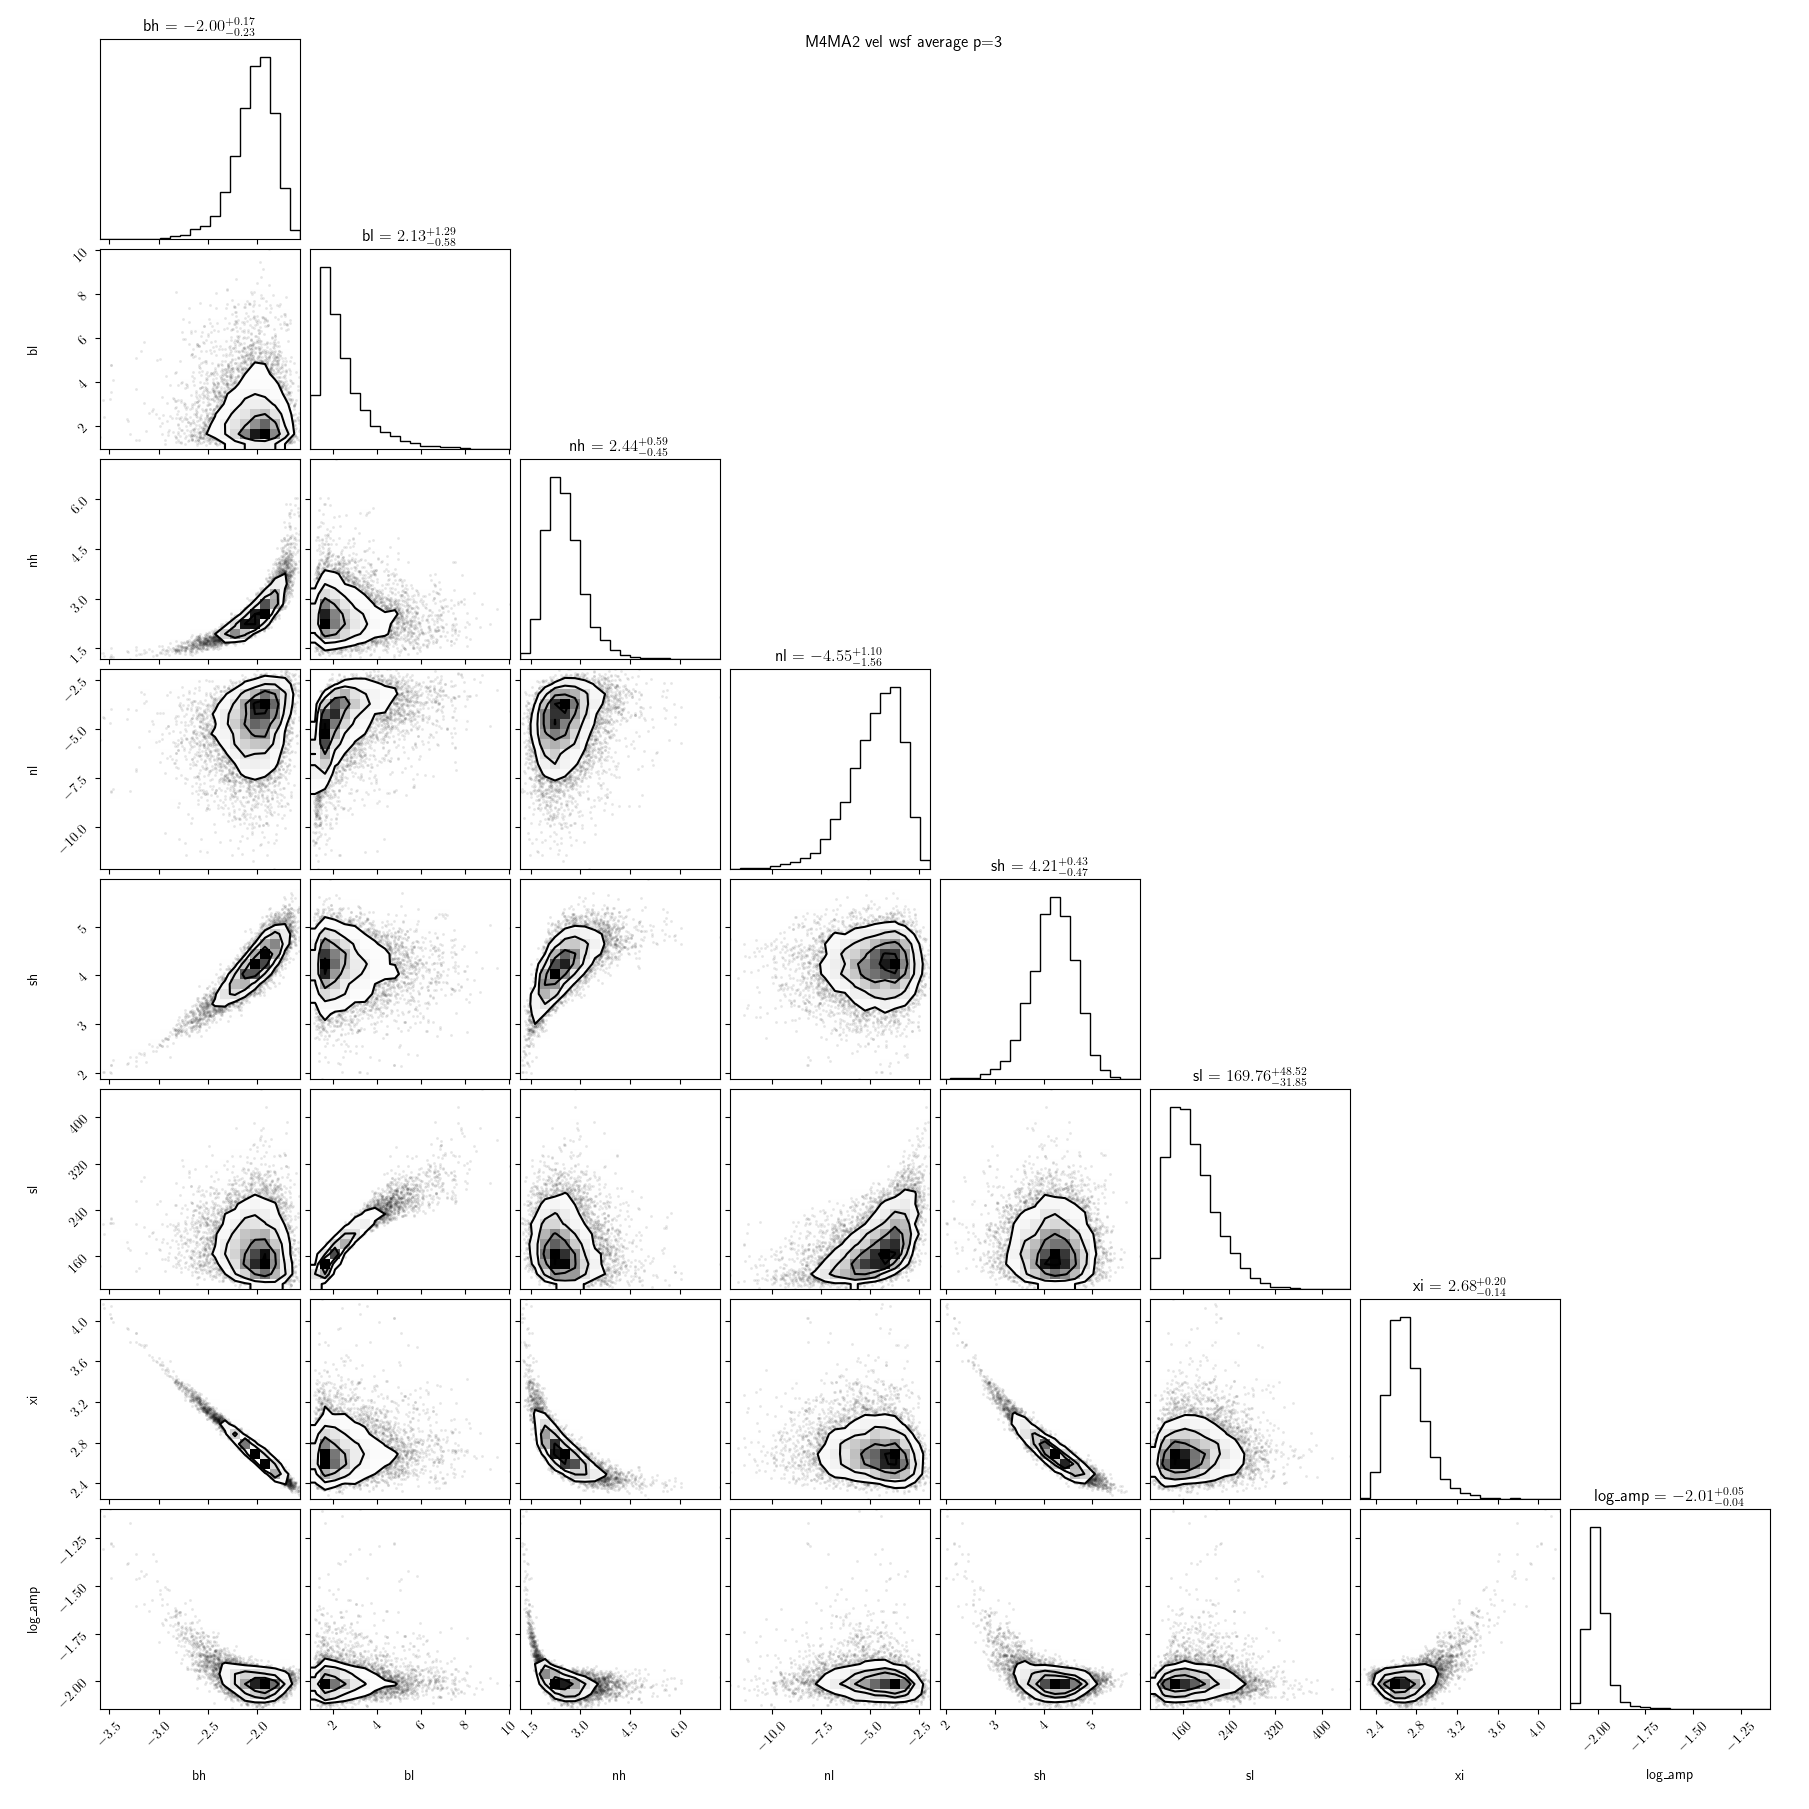 M4MA2 vel wsf average p=3
bh = −2.00+0.17 −0.23
bl = 2.13+1.29 −0.58
10
8
6
4
2
bl
nh = 2.44+0.59 −0.45
6.0
4.5
3.0
1.5
nh
nl = −4.55+1.10 −1.56
−2.5
−5.0
−7.5
−10.0
nl
sh = 4.21+0.43 −0.47
5
4
3
2
sh
sl = 169.76+48.52 −31.85
400
320
240
160
sl
xi = 2.68+0.20 −0.14
4.0
3.6
3.2
2.8
2.4
xi
log_amp = −2.01+0.05 −0.04
−1.25
−1.50
−1.75
−2.00
log_amp
−3.5 −3.0 −2.5 −2.0 2 4 6 8 10 1.5 3.0 4.5 6.0 −10.0 −7.5 −5.0 −2.5 2 3 4 5 160 240 320 400 2.4 2.8 3.2 3.6 4.0 −2.00 −1.75 −1.50 −1.25
bh bl nh nl sh sl xi log_amp